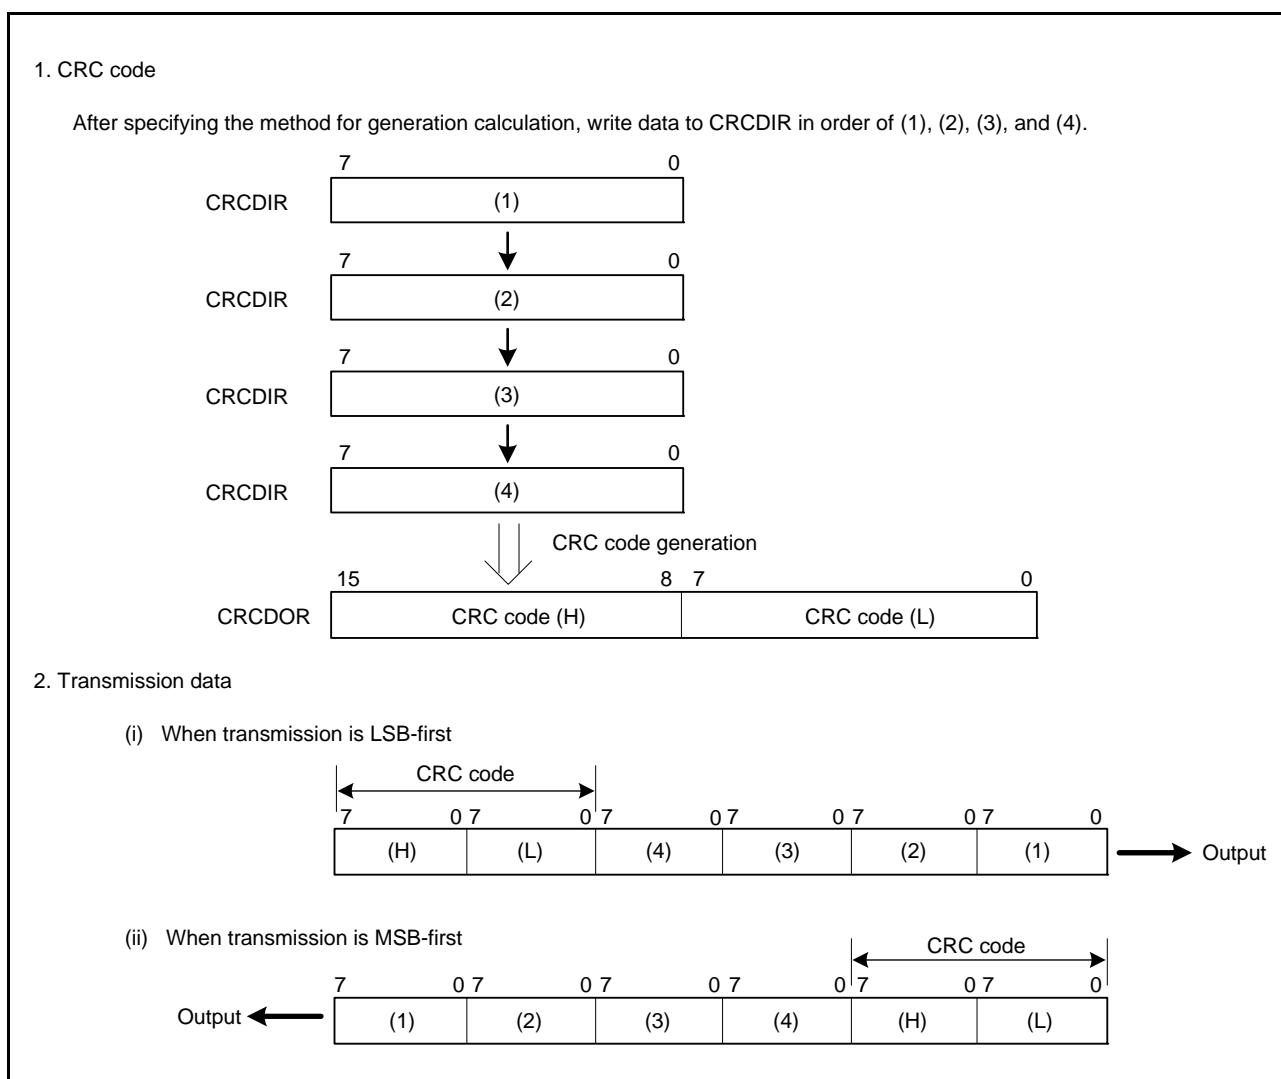 1. CRC code
After specifying the method for generation calculation, write data to CRCDIR in order of (1), (2), (3), and (4).
7 0
CRCDIR (1)
7 0
CRCDIR (2)
7 0
CRCDIR (3)
7 0
CRCDIR (4)
CRC code generation
15 8 7 0
CRCDOR CRC code (H) CRC code (L)
2. Transmission data
(i) When transmission is LSB-first
CRC code
7 0 7 0 7 0 7 0 7 0 7 0
(H) (L) (4) (3) (2) (1) Output
(ii) When transmission is MSB-first
CRC code
7 0 7 0 7 0 7 0 7 0 7 0
Output (1) (2) (3) (4) (H) (L)